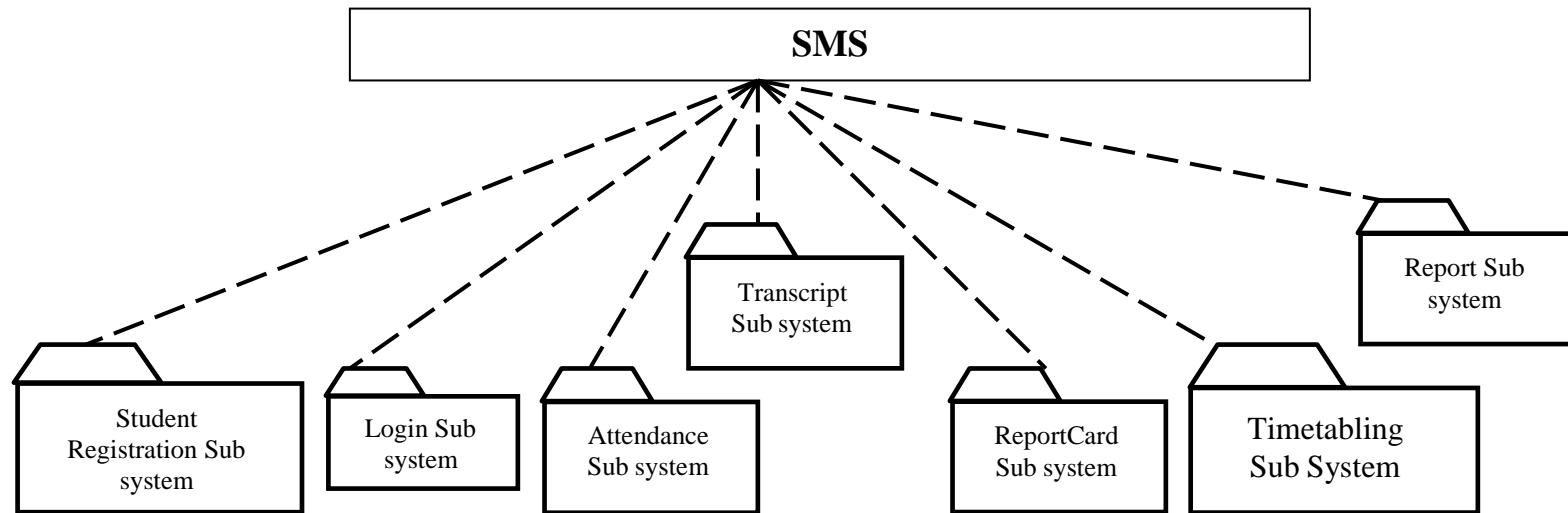 SMS
Report Sub
system
Transcript
Sub system
Student
Registration Sub
system
Login Sub
system
Attendance
Sub system
ReportCard
Sub system
Timetabling
Sub System